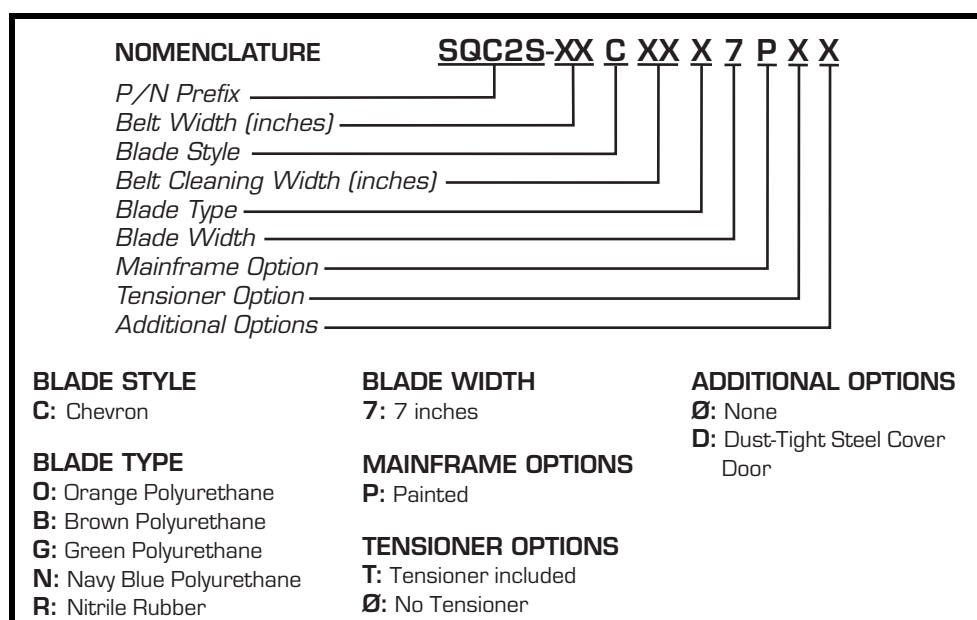 NOMENCLATURE SQC2S-XX C XX X 7 P X X
P/N Prefix
Belt Width (inches)
Blade Style
Belt Cleaning Width (inches)
Blade Type
Blade Width
Mainframe Option
Tensioner Option
Additional Options
BLADE STYLE
C: Chevron
BLADE TYPE
O: Orange Polyurethane
B: Brown Polyurethane
G: Green Polyurethane
N: Navy Blue Polyurethane
R: Nitrile Rubber
BLADE WIDTH
7: 7 inches
MAINFRAME OPTIONS
P: Painted
TENSIONER OPTIONS
T: Tensioner included
Ø: No Tensioner
ADDITIONAL OPTIONS
Ø: None
D: Dust-Tight Steel Cover
Door